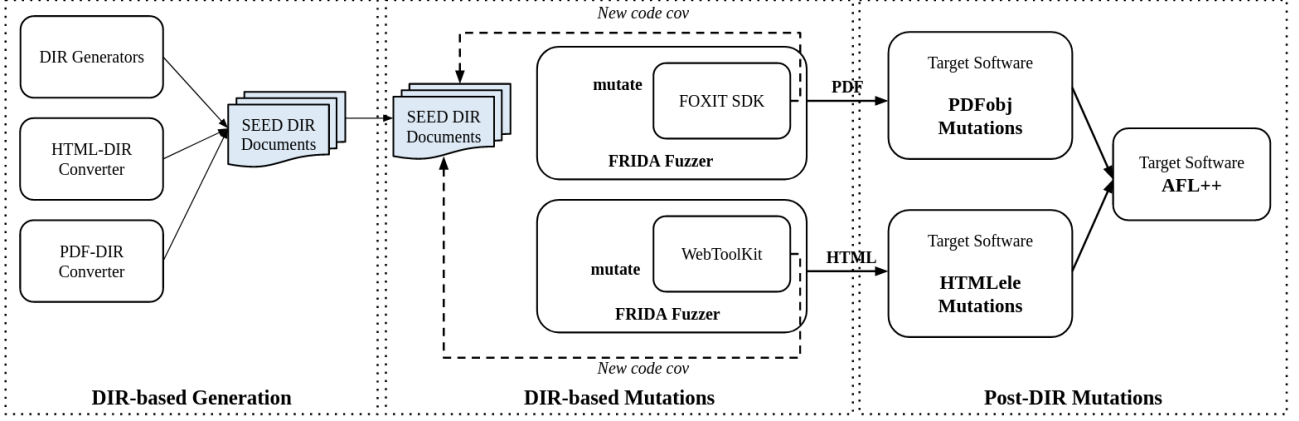 DIR Generators
HTML-DIR
Converter
PDF-DIR
Converter
SEED DIR
Documents
DIR-based Generation
New code cov
SEED DIR
Documents
mutate
FOXIT SDK
FRIDA Fuzzer
mutate
WebToolKit
FRIDA Fuzzer
New code cov
DIR-based Mutations
PDF
HTML
Target Software
PDFobj
Mutations
Target Software
HTMLele
Mutations
Target Software
AFL++
Post-DIR Mutations